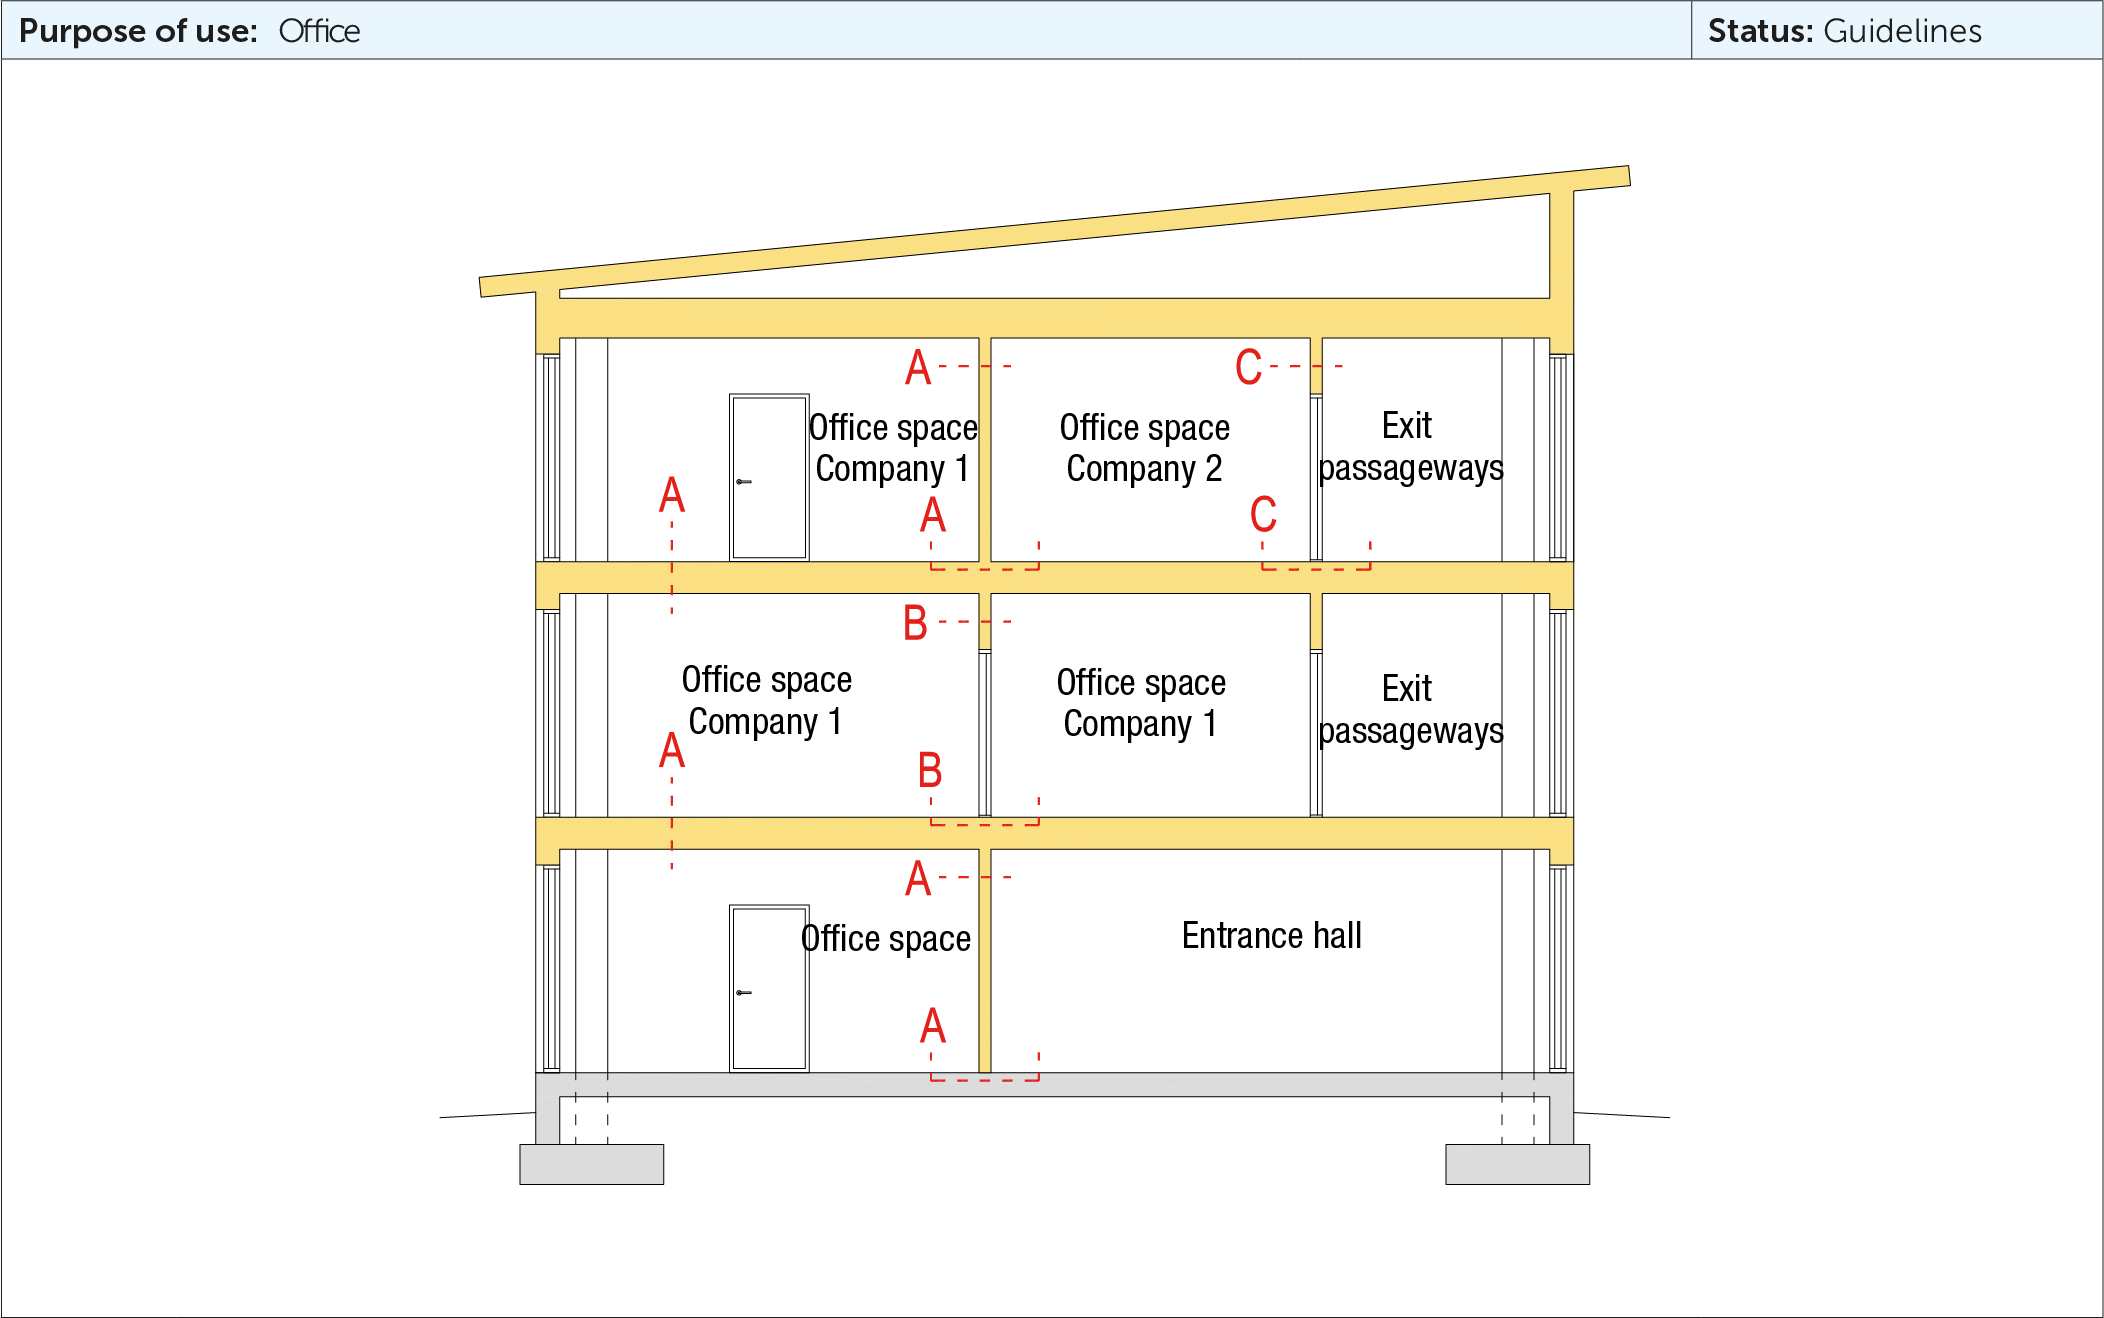 Purpose of use: Office
Status: Guidelines
A
C
Office space
Company 1
Office space
Company 2
Exit
passageways
A
A
C
B
Office space
Company 1
Office space
Company 1
Exit
passageways
A
B
A
Office space
Entrance hall
A